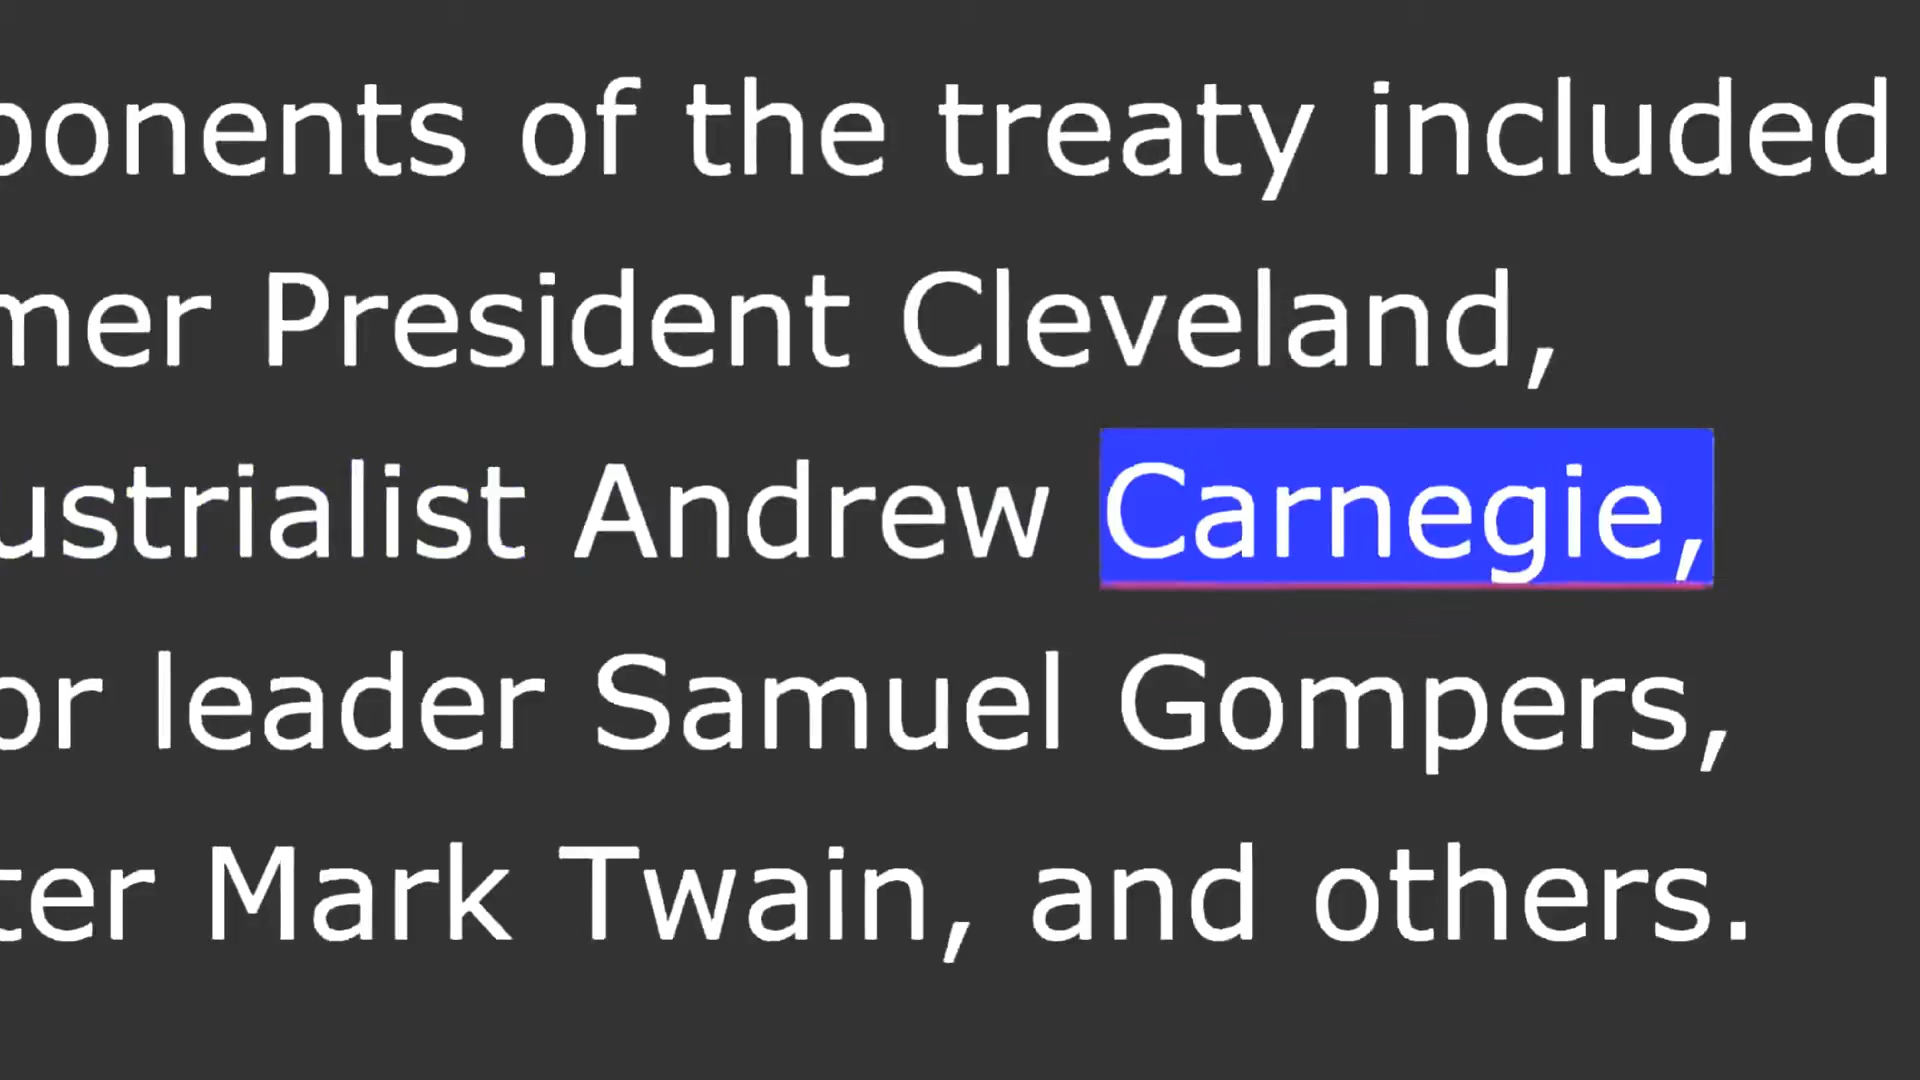 ponents of the treaty included
mer President Cleveland,
ustrialist Andrew Carnegie,
or leader Samuel Gompers,
ter Mark Twain, and others.